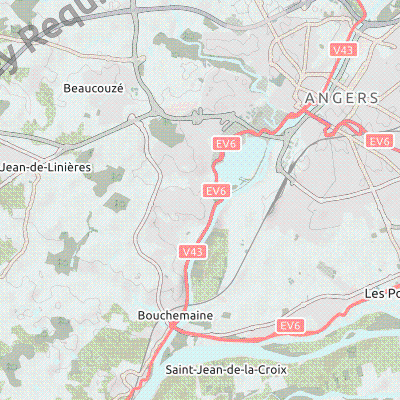 y Requ
V43
Beaucouzé
ANGERS
EV6
EV6
Jean-de-Linières
EV6
V43
Les Po
Bouchemaine
EV6
Saint-Jean-de-la-Croix